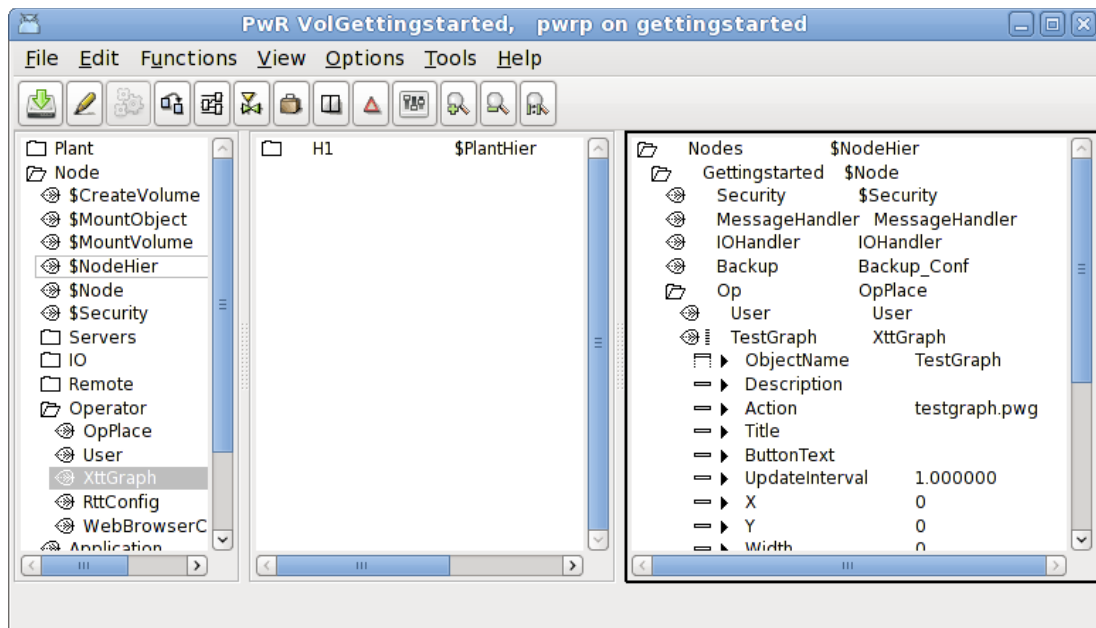 PwR VolGettingstarted, pwrp on gettingstarted
File Edit Functions View Options Tools Help
Plant
Node
$CreateVolume
$MountObject
$MountVolume
$NodeHier
$Node
$Security
Servers
IO
Remote
Operator
OpPlace
User
XttGraph
RttConfig
WebBrowserC
Application
H1 $PlantHier
Nodes $NodeHier
Gettingstarted $Node
Security $Security
MessageHandler MessageHandler
IOHandler IOHandler
Backup Backup_Conf
Op OpPlace
User User
TestGraph XttGraph
ObjectName TestGraph
Description
Action testgraph.pwg
Title
ButtonText
UpdateInterval 1.000000
X 0
Y 0
Width 0